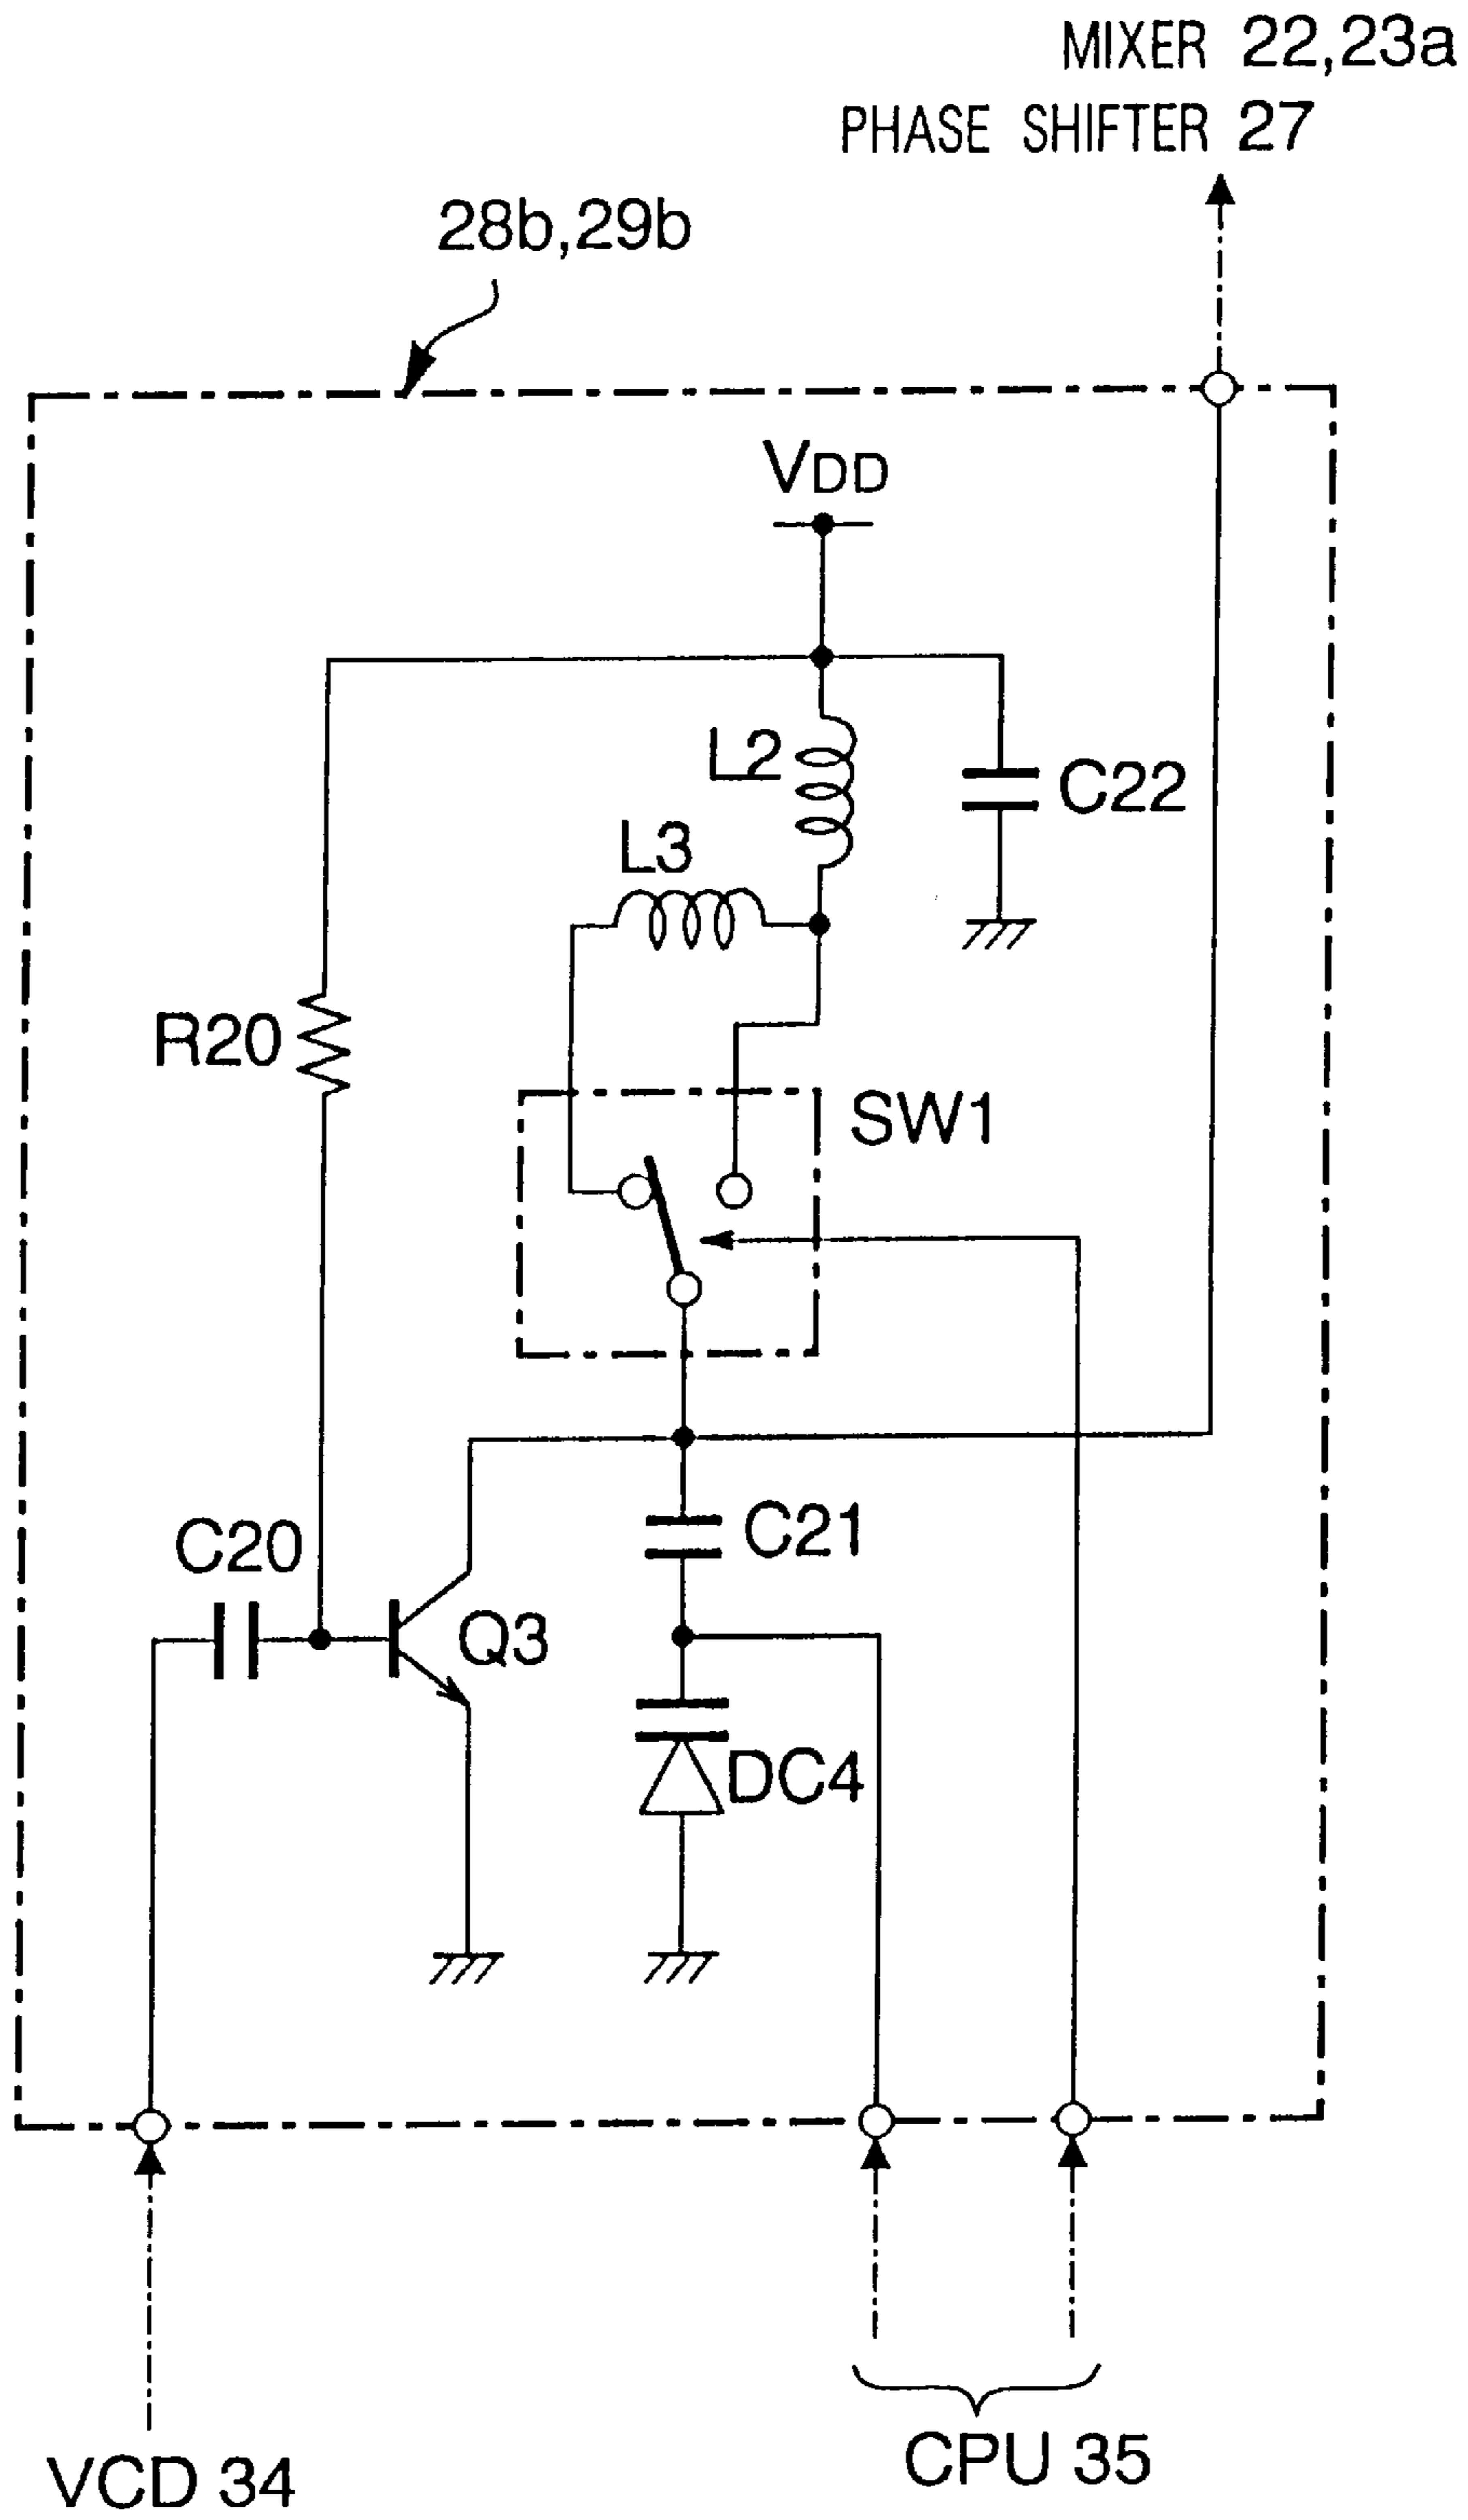 MIXER 22,23a
PHASE SHIFTER 27
28b,29b
VDD
L2
C22
L3
R20
SW1
C21
C20
Q3
DC4
CPU 35
VCD 34